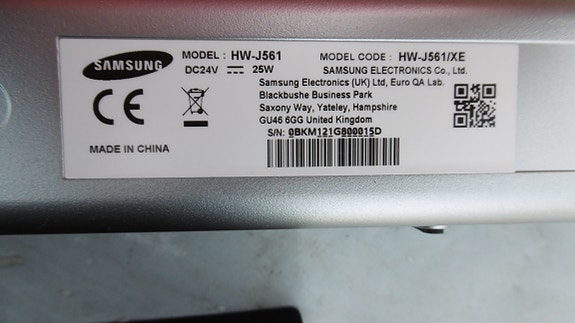 SAMSUNG
MODEL : HW-J561 MODEL CODE : HW-J561/XE
DC24V 25W SAMSUNG ELECTRONICS Co., Ltd.
Samsung Electronics (UK) Ltd, Euro QA Lab.
Blackbushe Business Park
Saxony Way, Yateley, Hampshire
GU46 6GG United Kingdom
S/N: 0BKM121G800015D
CE
MADE IN CHINA